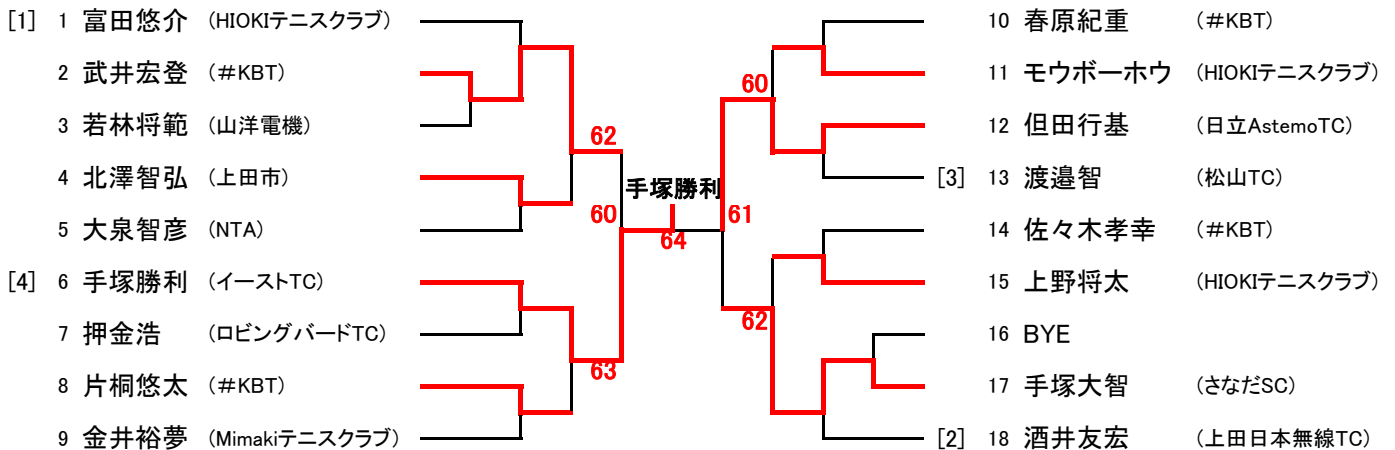 [1] 1 富田悠介 (HIOKIテニスクラブ)
2 武井宏登 (#KBT)
3 若林将範 (山洋電機)
4 北澤智弘 (上田市)
5 大泉智彦 (NTA)
[4] 6 手塚勝利 (イーストTC)
7 押金浩 (ロビングバードTC)
8 片桐悠太 (#KBT)
9 金井裕夢 (Mimakiテニスクラブ)
62
60
63
手塚勝利
64
60
61
62
10 春原紀重 (#KBT)
11 モウボーホウ (HIOKIテニスクラブ)
12 但田行基 (日立AstemoTC)
[3] 13 渡邉智 (松山TC)
14 佐々木孝幸 (#KBT)
15 上野将太 (HIOKIテニスクラブ)
16 BYE
17 手塚大智 (さなだSC)
[2] 18 酒井友宏 (上田日本無線TC)